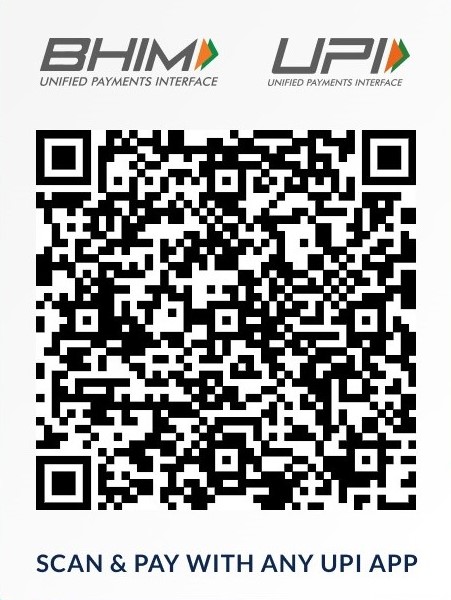 BHIM UPI
UNIFIED PAYMENTS INTERFACE UNIFIED PAYMENTS INTERFACE
SCAN & PAY WITH ANY UPI APP